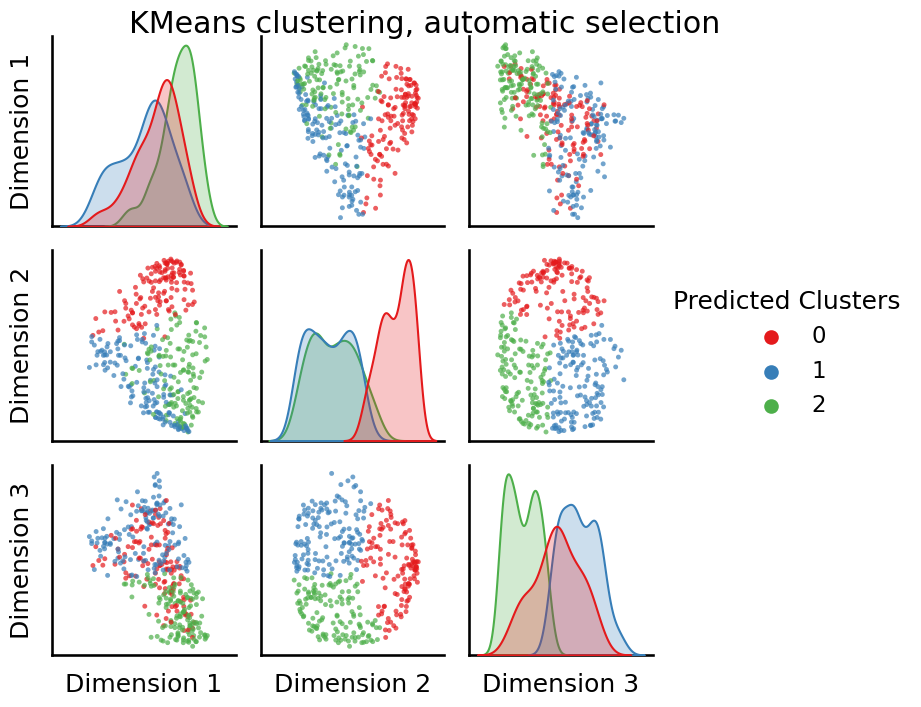 KMeans clustering, automatic selection
Dimension 1
Dimension 2
Dimension 3
Dimension 1
Dimension 2
Dimension 3
Predicted Clusters
0
1
2